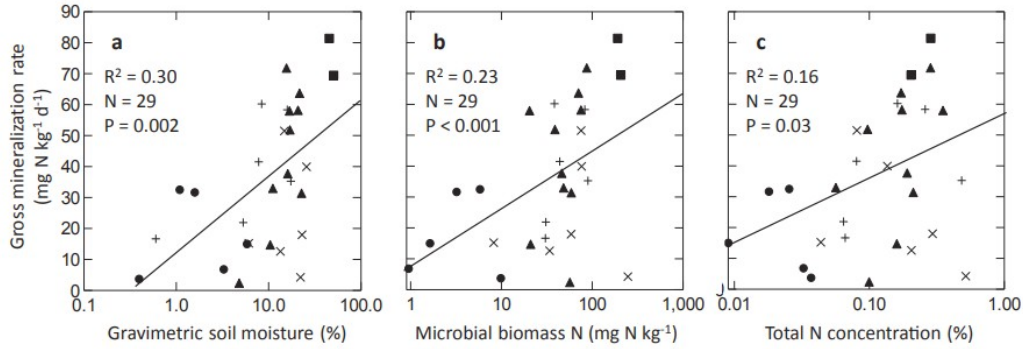 Gross mineralization rate
(mg N kg⁻¹ d⁻¹)
90
80
70
60
50
40
30
20
10
0
a
R² = 0.30
N = 29
P = 0.002
0.1
1.0
10.0
100.0
Gravimetric soil moisture (%)
b
R² = 0.23
N = 29
P < 0.001
1
10
100
1,000
Microbial biomass N (mg N kg⁻¹)
c
R² = 0.16
N = 29
P = 0.03
0.01
0.10
1.00
Total N concentration (%)